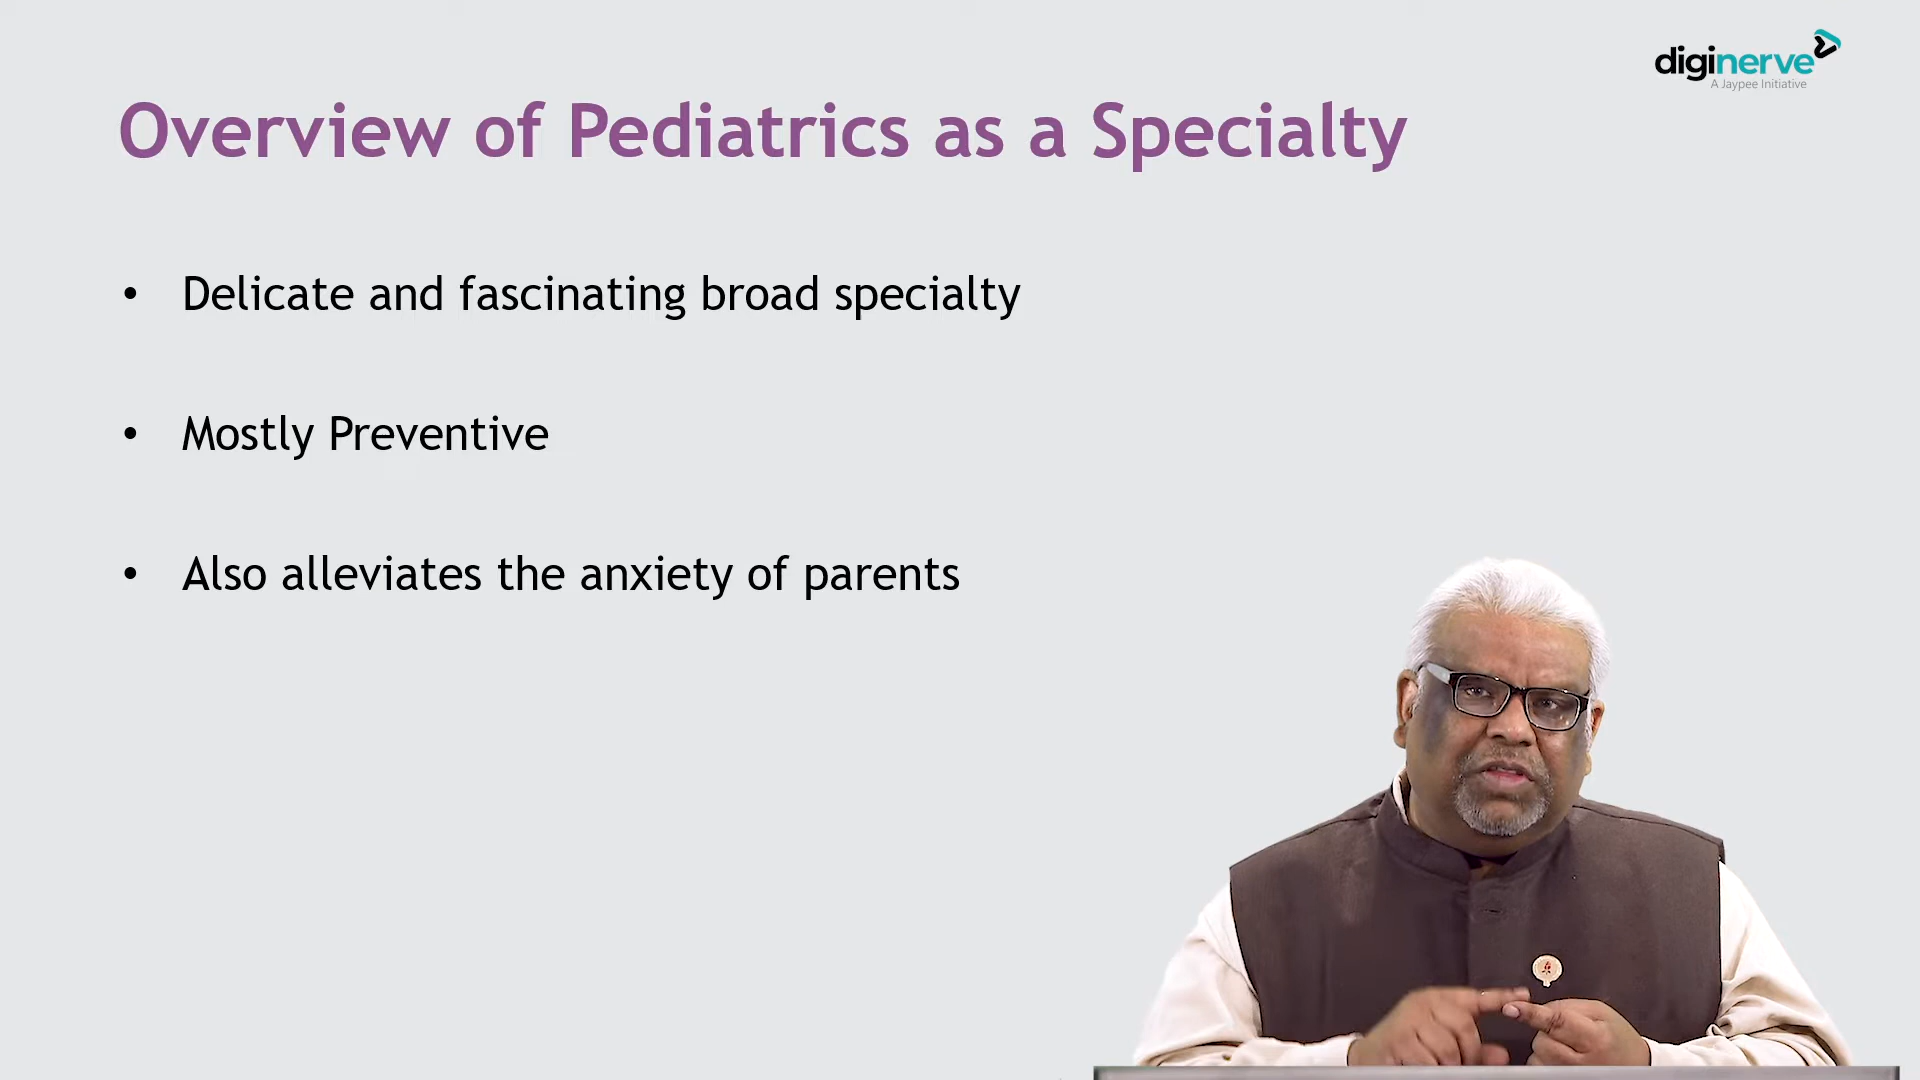 diginerve
A Jaypee Initiative
Overview of Pediatrics as a Specialty
• Delicate and fascinating broad specialty
• Mostly Preventive
• Also alleviates the anxiety of parents